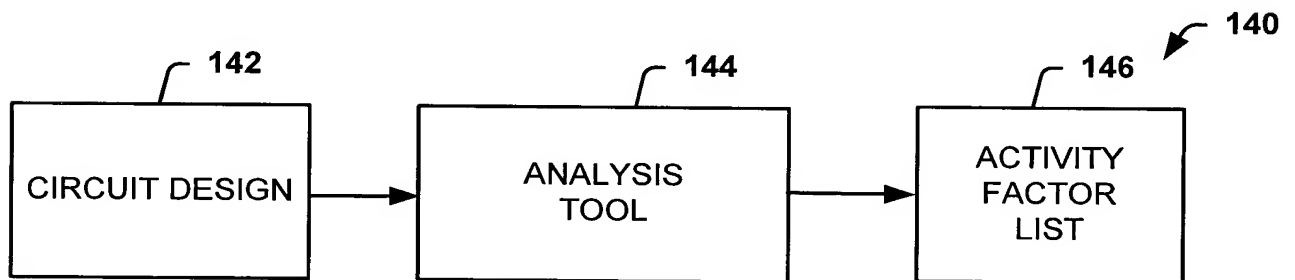 140
142
144
146
CIRCUIT DESIGN
ANALYSIS
TOOL
ACTIVITY
FACTOR
LIST